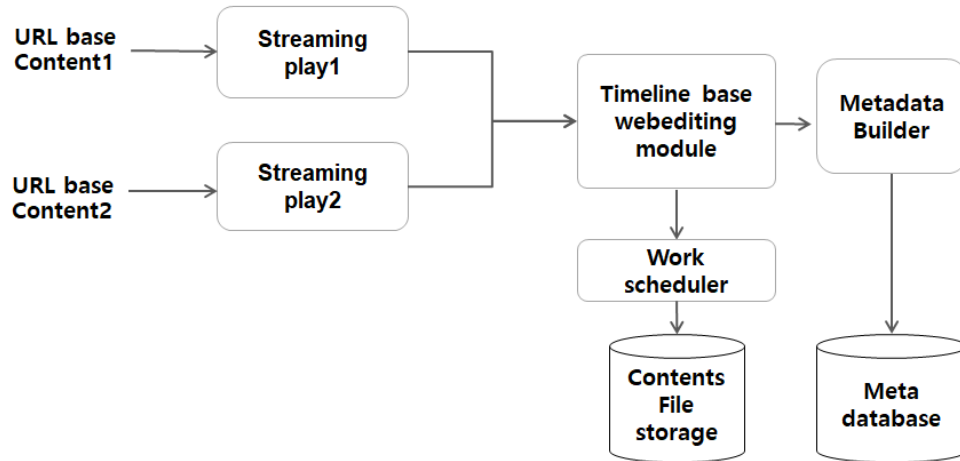 URL base
Content1
Streaming
play1
URL base
Content2
Streaming
play2
Timeline base
webediting
module
Metadada
Builder
Work
scheduler
Contents
File
storage
Meta
database